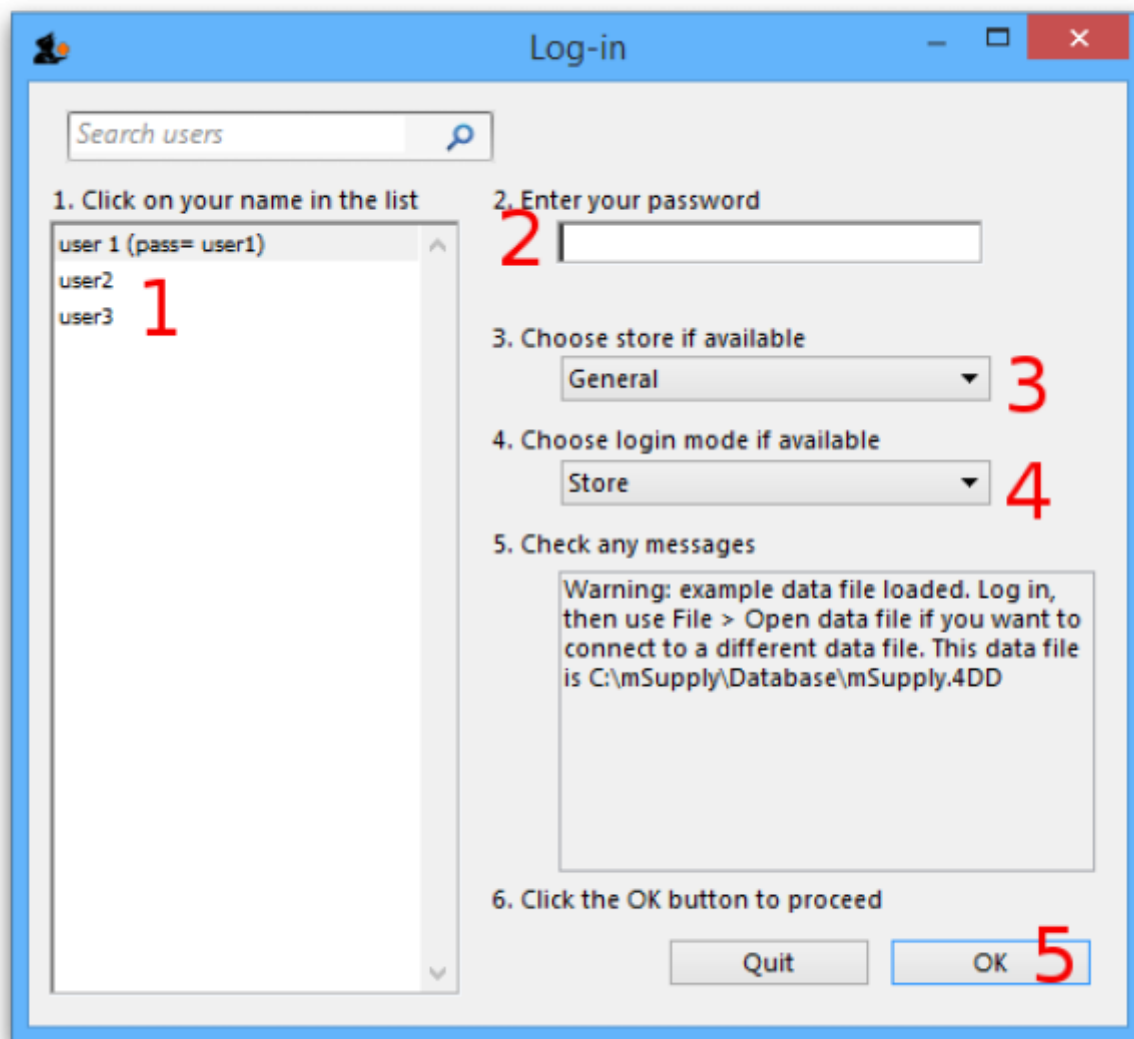 Log-in
Search users
1. Click on your name in the list
user 1 (pass= user1)
user2
user3
1
2. Enter your password
2
3. Choose store if available
General
3
4. Choose login mode if available
Store
4
5. Check any messages
Warning: example data file loaded. Log in,
then use File > Open data file if you want to
connect to a different data file. This data file
is C:\mSupply\Database\mSupply.4DD
6. Click the OK button to proceed
Quit
OK
5